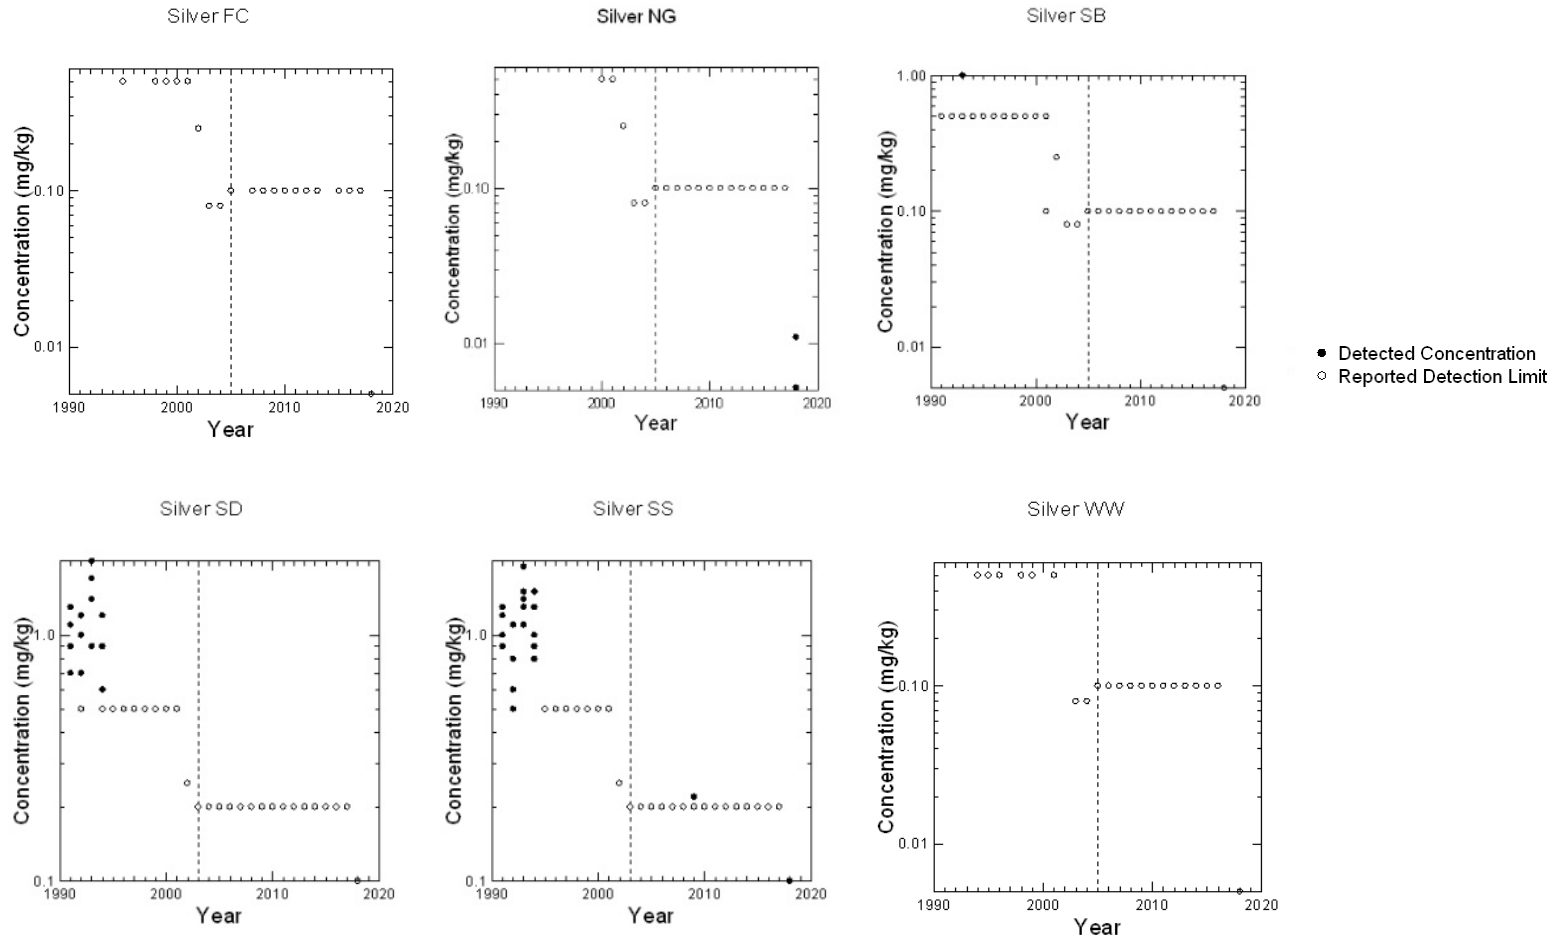 Silver FC
Silver NG
Silver SB
Concentration (mg/kg)
0.10
0.01
1990
2000
2010
2020
Year
Concentration (mg/kg)
0.10
0.01
1990
2000
2010
2020
Year
Concentration (mg/kg)
1.00
0.10
0.01
1990
2000
2010
2020
Year
Detected Concentration
Reported Detection Limit
Silver SD
Silver SS
Silver WW
Concentration (mg/kg)
1.0
0.1
1990
2000
2010
2020
Year
Concentration (mg/kg)
1.0
0.1
1990
2000
2010
2020
Year
Concentration (mg/kg)
0.10
0.01
1990
2000
2010
2020
Year